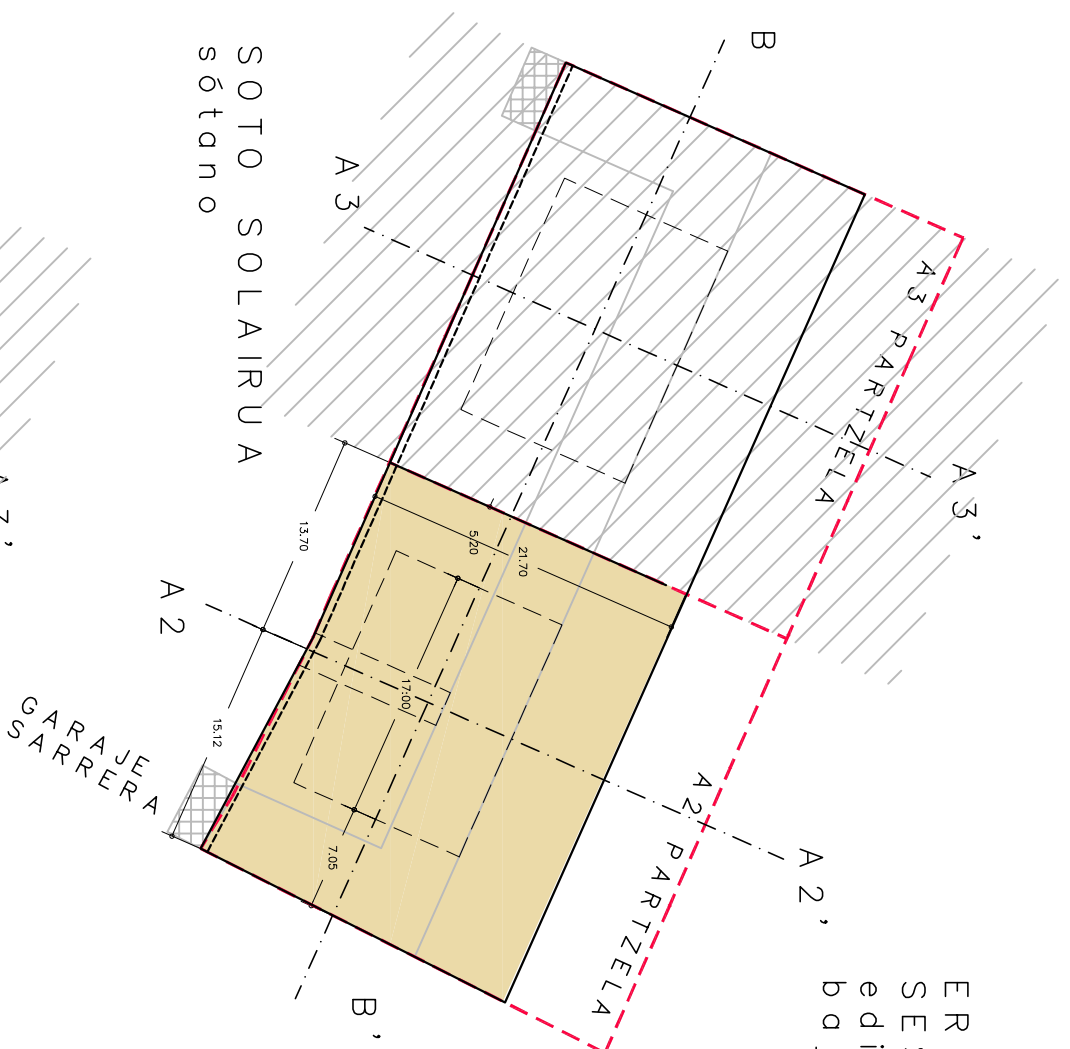 SOTO SOLAIRUA
sótano
B
A3
A3 PARTZELA
A3'
13.70
5.20
21.70
17.00
15.12
7.05
A2
A2 PARTZELA
A2'
GARAJE
SARRERA
B'
ER